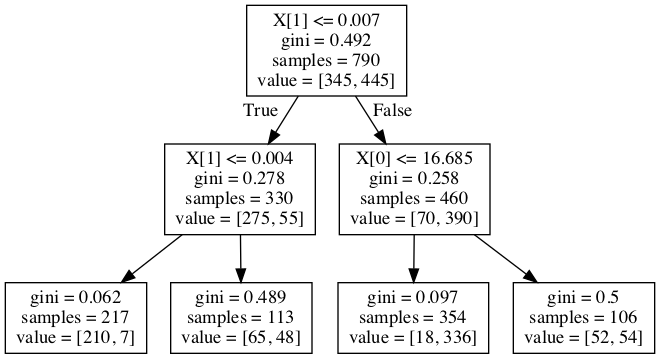 X[1] <= 0.007
gini = 0.492
samples = 790
value = [345, 445]
True
False
X[1] <= 0.004
gini = 0.278
samples = 330
value = [275, 55]
X[0] <= 16.685
gini = 0.258
samples = 460
value = [70, 390]
gini = 0.062
samples = 217
value = [210, 7]
gini = 0.489
samples = 113
value = [65, 48]
gini = 0.097
samples = 354
value = [18, 336]
gini = 0.5
samples = 106
value = [52, 54]